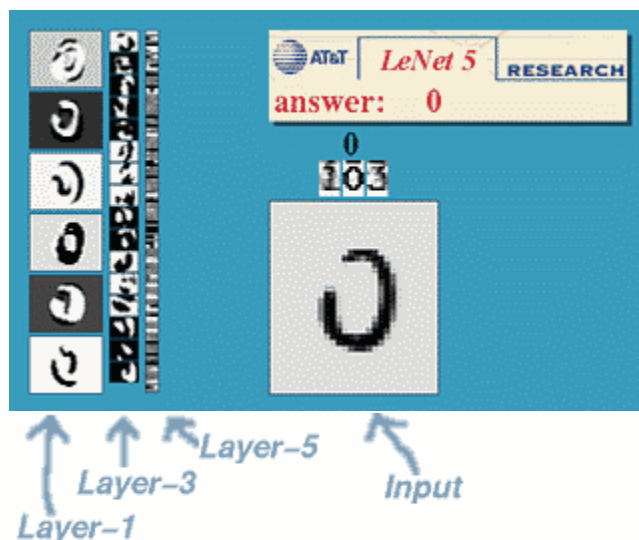 AT&T LeNet 5 RESEARCH
answer: 0
0
103
Layer-5
Layer-3
Input
Layer-1